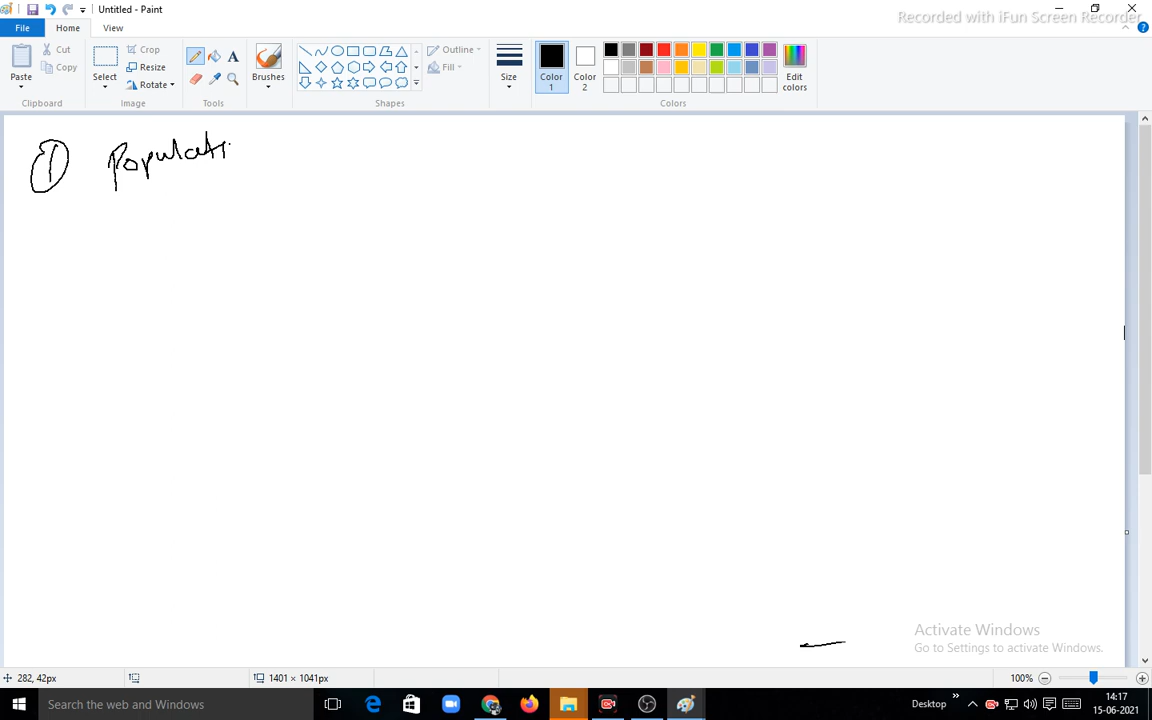 Untitled - Paint
Recorded with iFun Screen Recorder
File Home View
Paste
Cut
Copy
Clipboard
Select
Crop
Resize
Rotate
Image
Tools
Brushes
Shapes
Outline
Fill
Size
Color 1
Color 2
Colors
Edit colors
① Populati
Activate Windows
Go to Settings to activate Windows.
282, 42px
1401 × 1041px
100%
Search the web and Windows
Desktop
14:17
15-06-2021